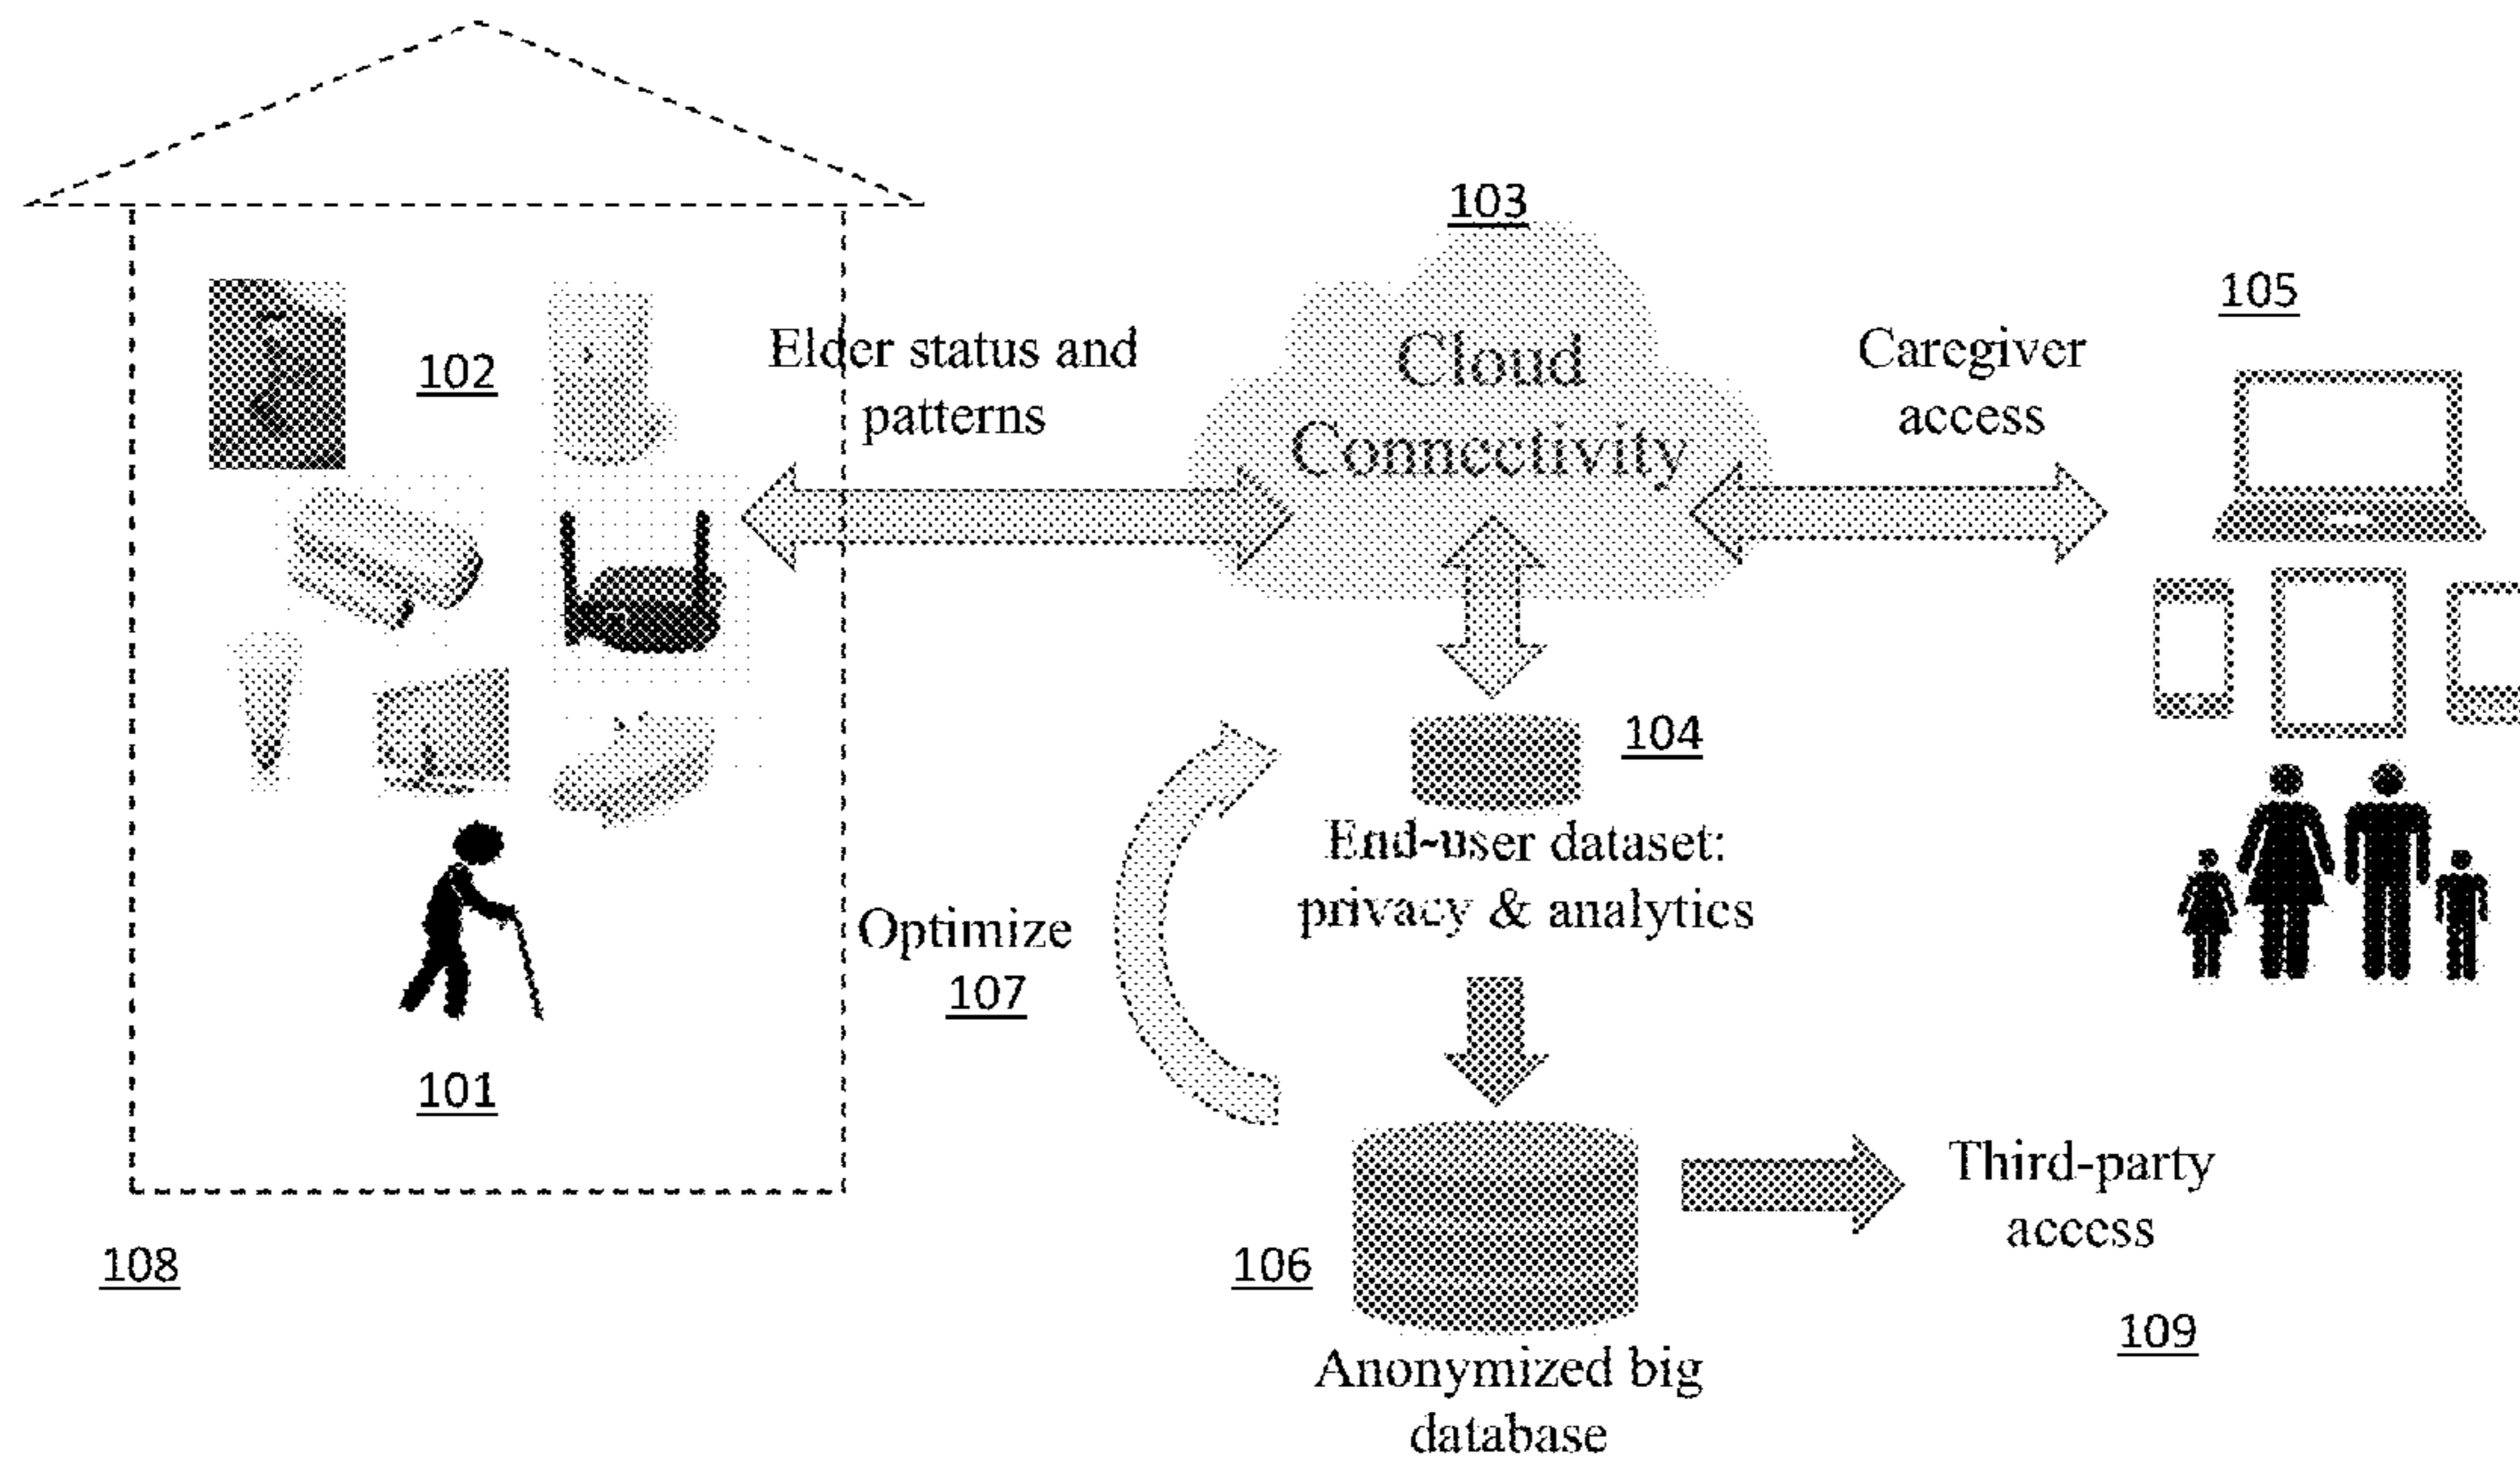 103
105
102
Elder status and
patterns
Cloud
Connectivity
Caregiver
access
104
End-user dataset:
privacy & analytics
Optimize
107
101
Third-party
access
108
106
109
Anonymized big
database